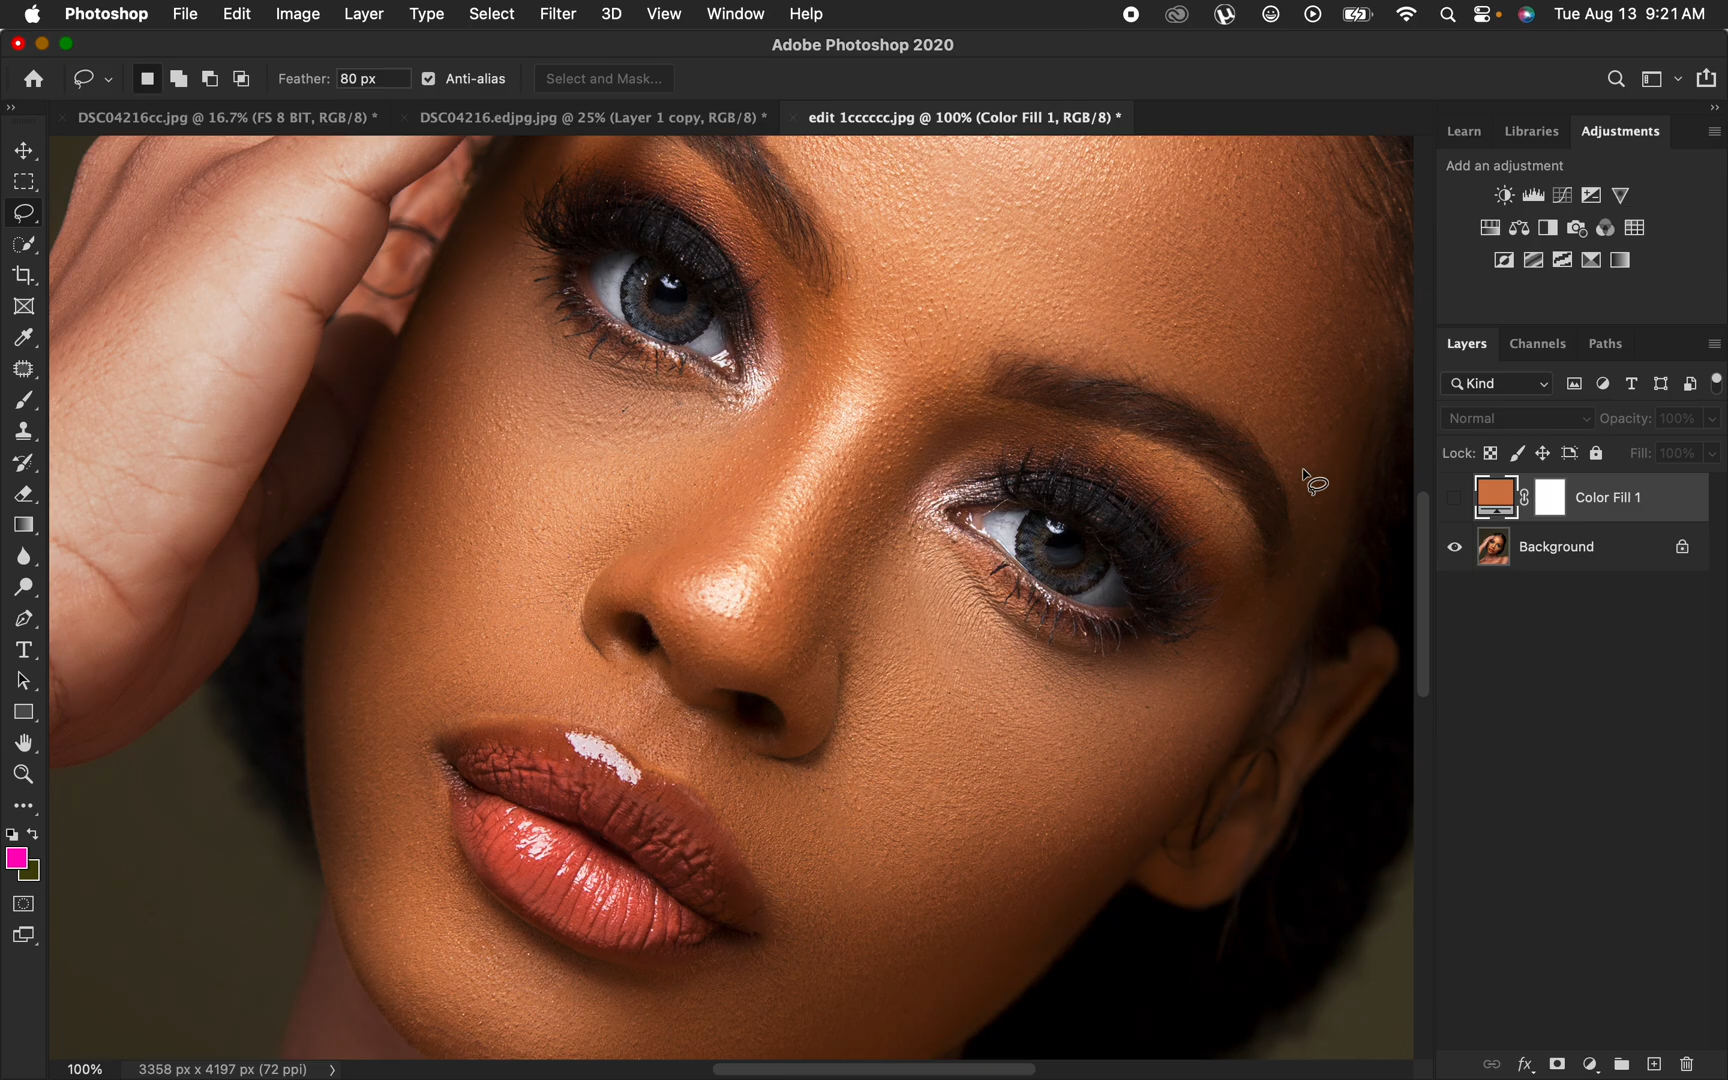 Photoshop File Edit Image Layer Type Select Filter 3D View Window Help Tue Aug 13 9:21 AM
Adobe Photoshop 2020
Feather: 80 px Anti-alias Select and Mask...
DSC04216cc.jpg @ 16.7% (FS 8 BIT, RGB/8) * DSC04216.edjpg.jpg @ 25% (Layer 1 copy, RGB/8) * edit 1cccccc.jpg @ 100% (Color Fill 1, RGB/8) *
Learn Libraries Adjustments
Add an adjustment
Layers Channels Paths
Kind
Normal Opacity: 100%
Lock: Fill: 100%
Color Fill 1
Background
100% 3358 px x 4197 px (72 ppi)